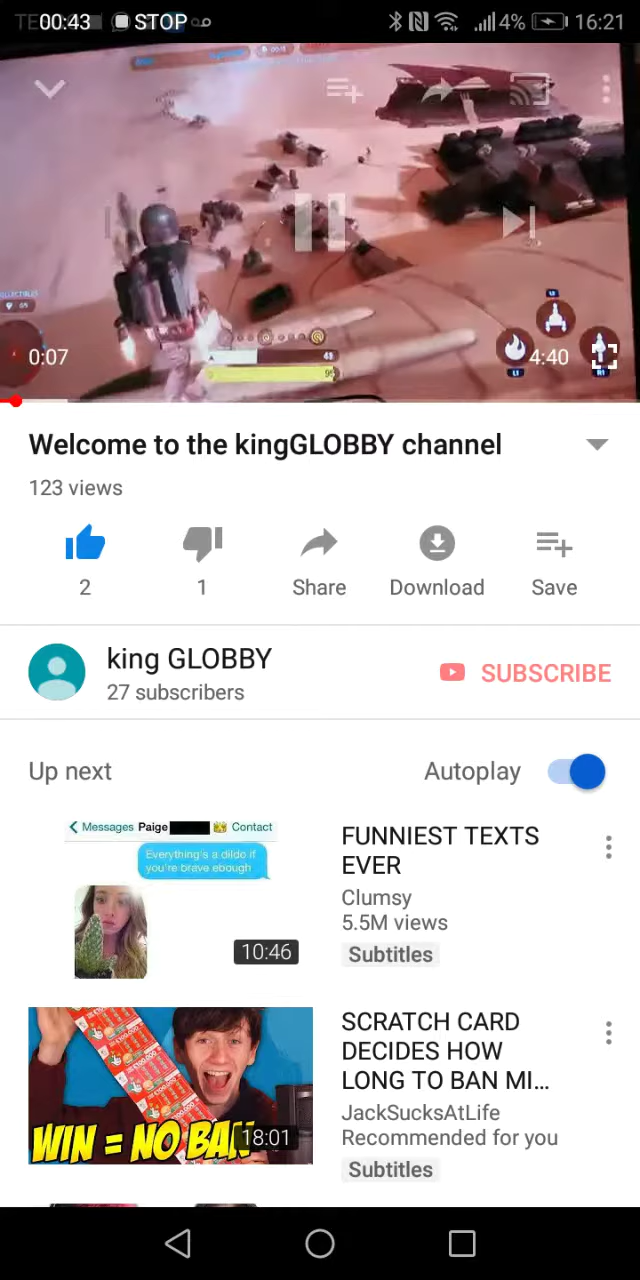 00:43 STOP 4% 16:21
0:07
4:40
Welcome to the kingGLOBBY channel
123 views
2
1
Share
Download
Save
king GLOBBY
27 subscribers
SUBSCRIBE
Up next
Autoplay
Messages Paige Contact
Everything's a dildo if
you're brave ebough
10:46
FUNNIEST TEXTS
EVER
Clumsy
5.5M views
Subtitles
WIN = NO BAN
18:01
SCRATCH CARD
DECIDES HOW
LONG TO BAN MI...
JackSucksAtLife
Recommended for you
Subtitles